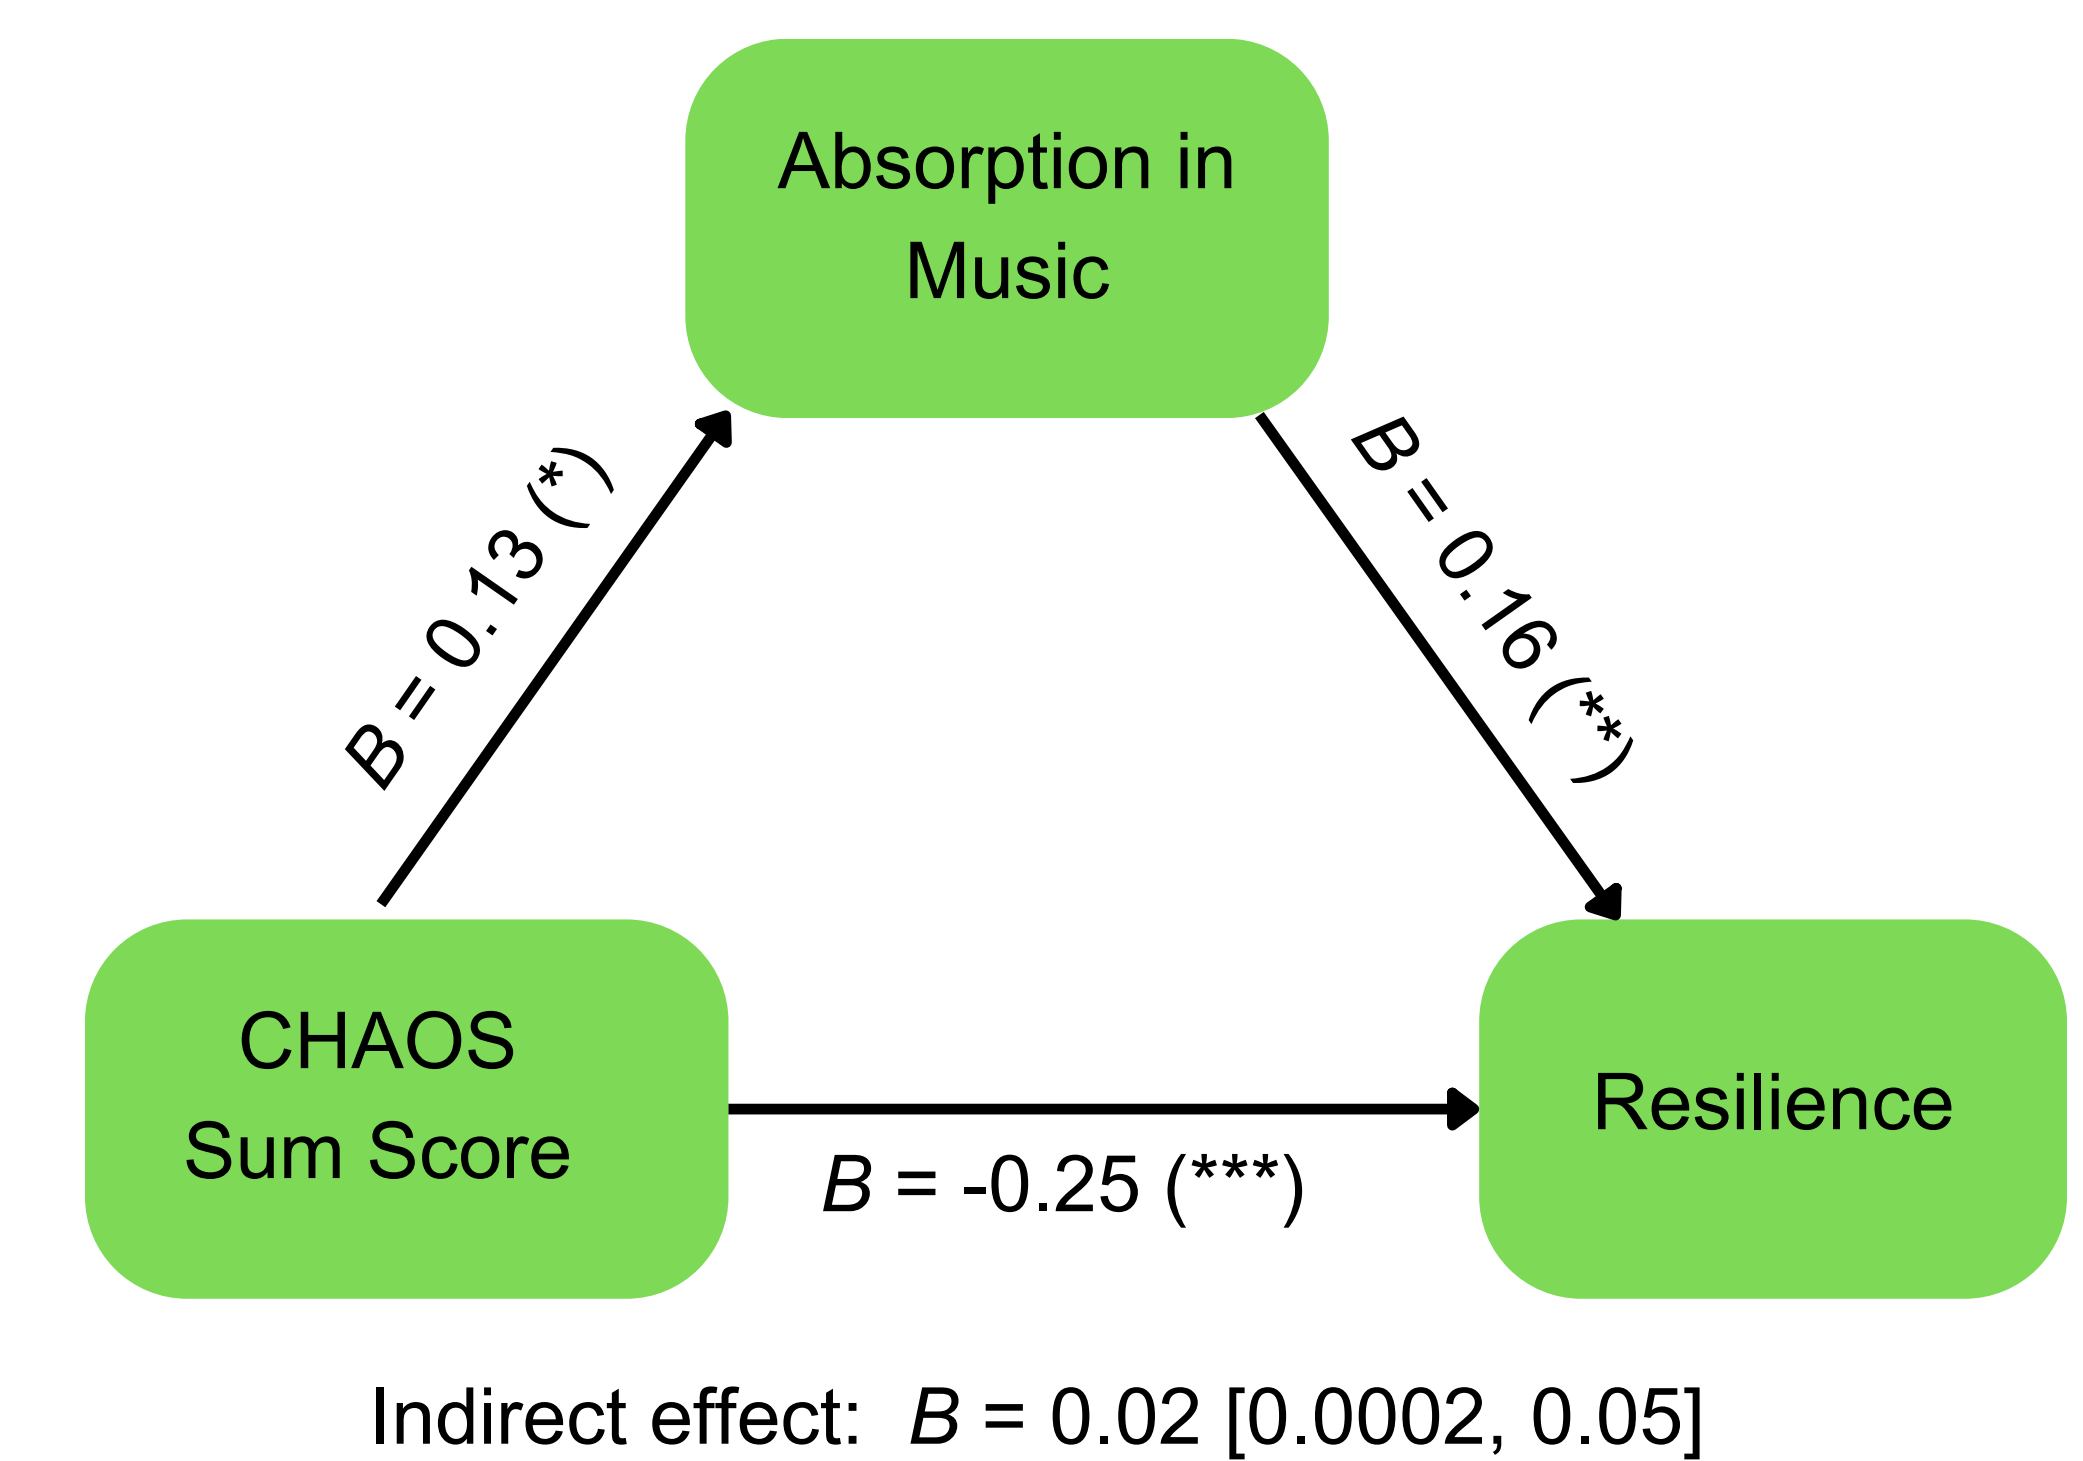 Absorption in
Music
B = 0.13 (*)
B = 0.16 (**)
CHAOS
Sum Score
Resilience
B = -0.25 (***)
Indirect effect:  B = 0.02 [0.0002, 0.05]